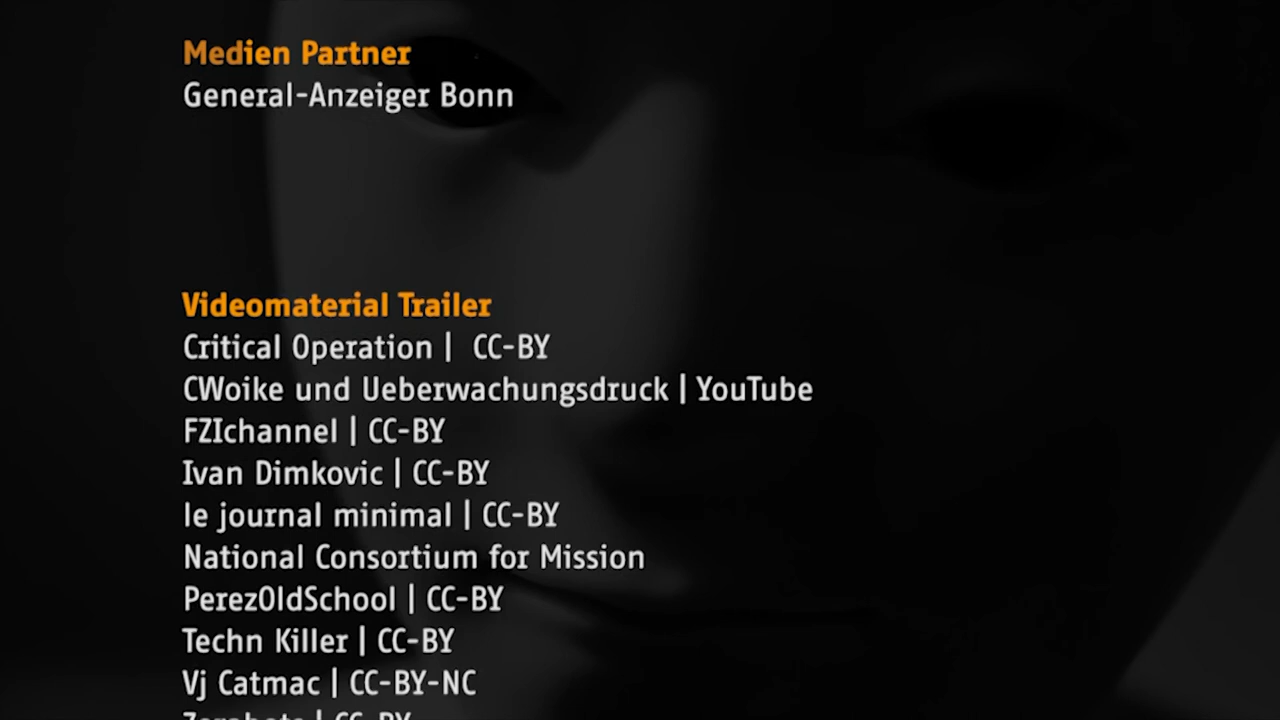 Medien Partner
General-Anzeiger Bonn
Videomaterial Trailer
Critical Operation | CC-BY
CWoike und Ueberwachungsdruck | YouTube
FZIchannel | CC-BY
Ivan Dimkovic | CC-BY
le journal minimal | CC-BY
National Consortium for Mission
PerezOldSchool | CC-BY
Techn Killer | CC-BY
Vj Catmac | CC-BY-NC
| CC-BY